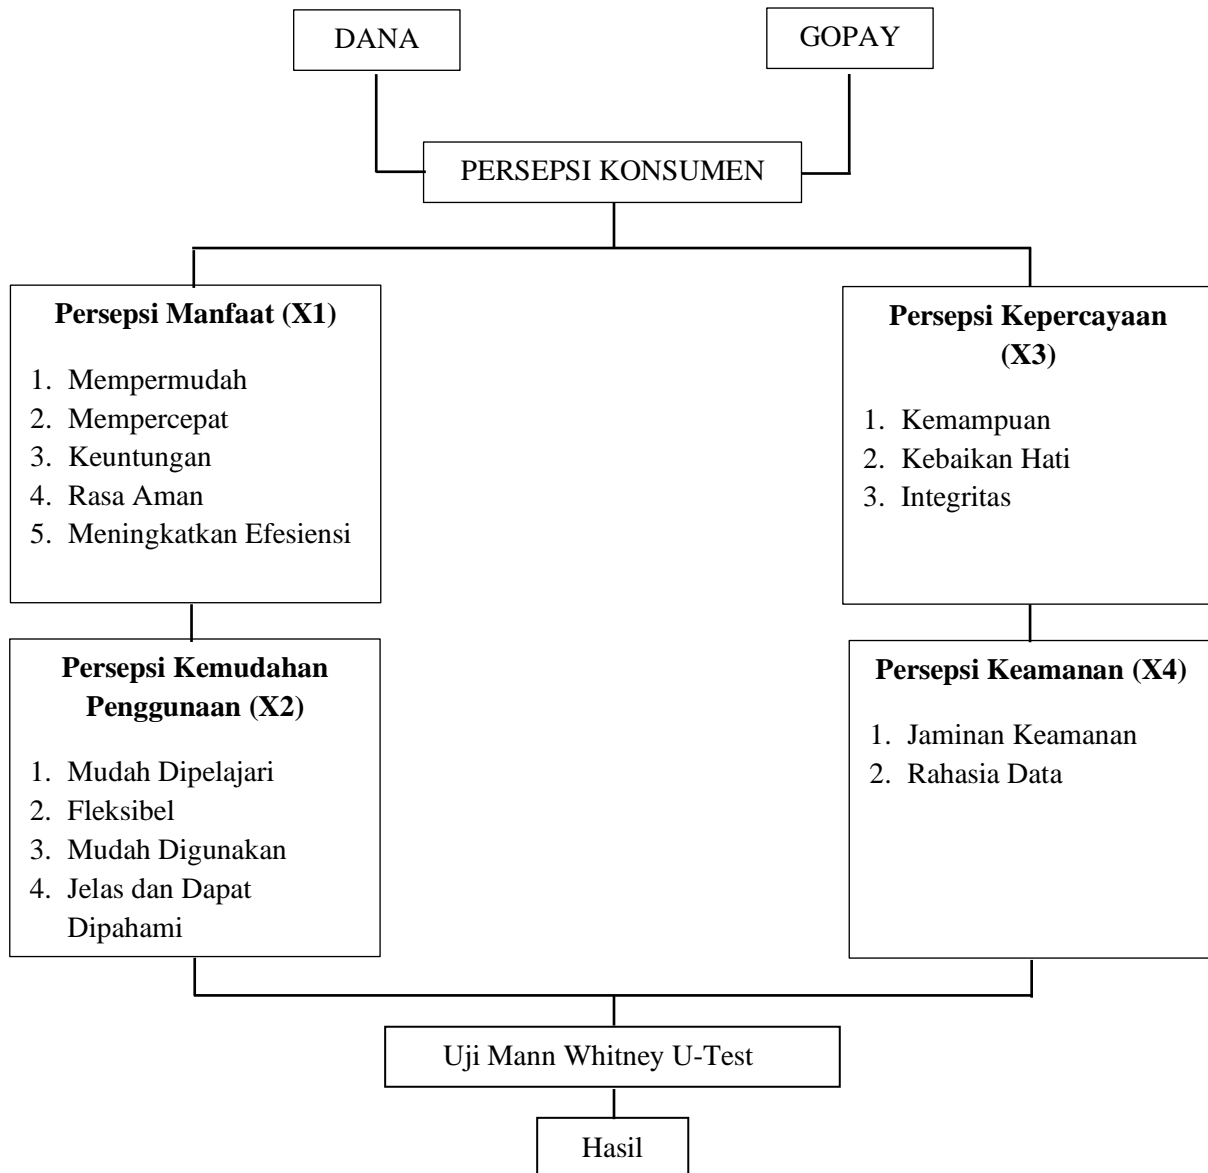 DANA
GOPAY
PERSEPSI KONSUMEN
Persepsi Manfaat (X1)
1. Mempermudah
2. Mempercepat
3. Keuntungan
4. Rasa Aman
5. Meningkatkan Efesiensi
Persepsi Kepercayaan
(X3)
1. Kemampuan
2. Kebaikan Hati
3. Integritas
Persepsi Kemudahan
Penggunaan (X2)
1. Mudah Dipelajari
2. Fleksibel
3. Mudah Digunakan
4. Jelas dan Dapat
Dipahami
Persepsi Keamanan (X4)
1. Jaminan Keamanan
2. Rahasia Data
Uji Mann Whitney U-Test
Hasil